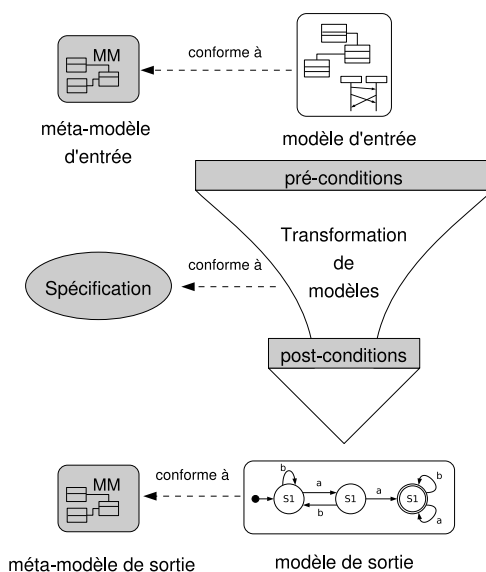 MM
conforme à
méta-modèle
d'entrée
modèle d'entrée
pré-conditions
Transformation
de
modèles
conforme à
Spécification
post-conditions
MM
conforme à
b
a
b
S1
S1
a
S1
b
a
méta-modèle de sortie
modèle de sortie